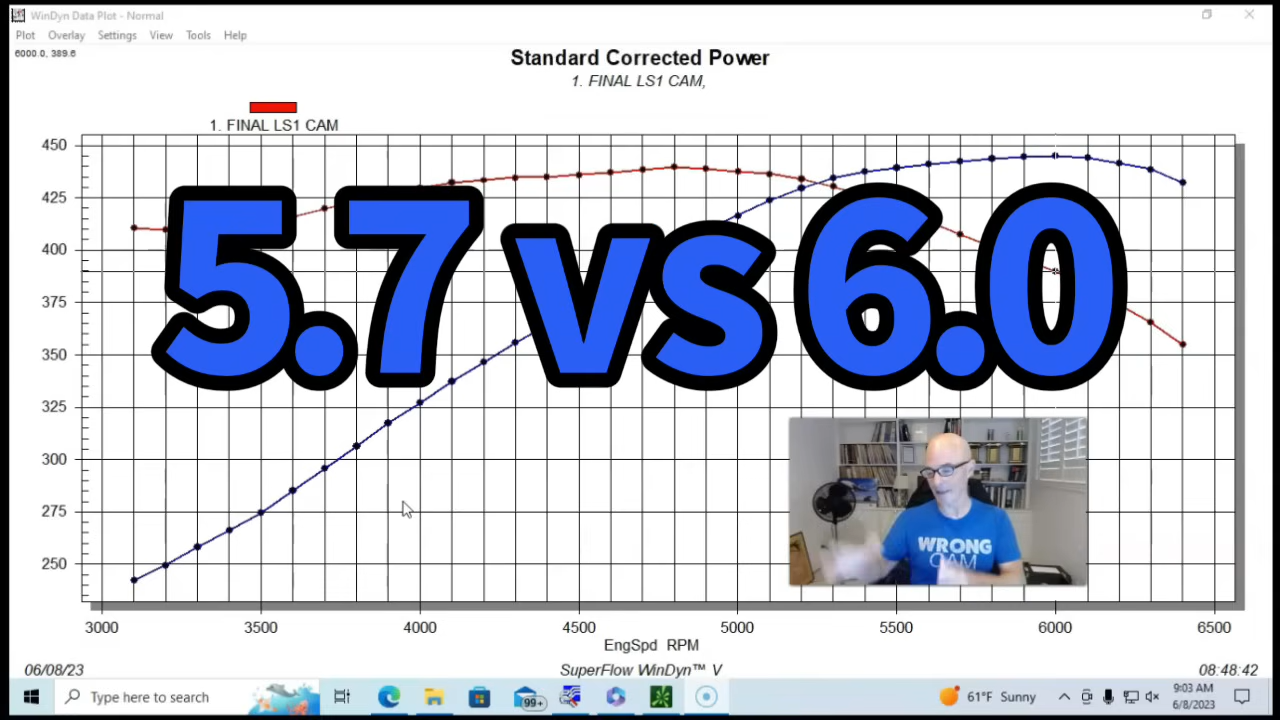 WinDyn Data Plot - Normal
Plot Overlay Settings View Tools Help
6000.0, 389.6
Standard Corrected Power
1. FINAL LS1 CAM,
1. FINAL LS1 CAM
450
425
400
375
350
325
300
275
250
5.7 vs 6.0
WRONG
CAM
3000 3500 4000 4500 5000 5500 6000 6500
EngSpd RPM
06/08/23 SuperFlow WinDyn™ V 08:48:42
Type here to search 99+ 61°F Sunny 9:03 AM
6/8/2023